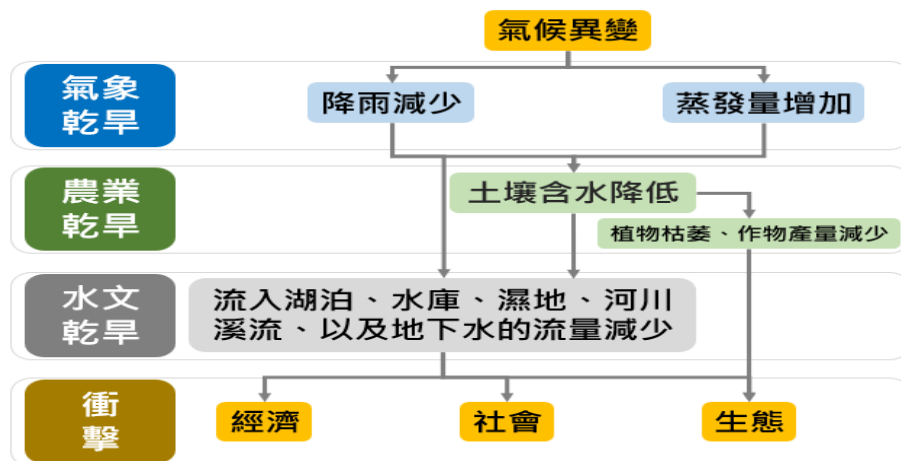 氣候異變
氣象
乾旱
降雨減少
蒸發量增加
農業
乾旱
土壤含水降低
植物枯萎、作物產量減少
水文
乾旱
流入湖泊、水庫、濕地、河川
溪流、以及地下水的流量減少
衝
擊
經濟
社會
生態